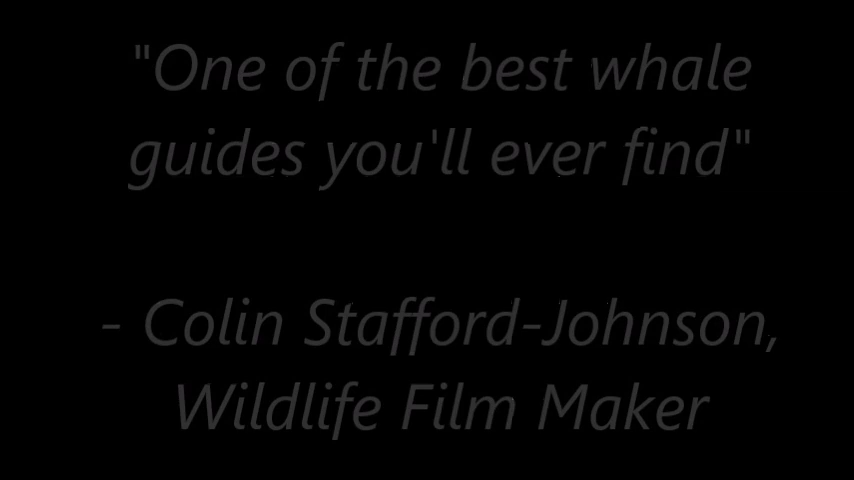 "One of the best whale
guides you'll ever find"
- Colin Stafford-Johnson,
Wildlife Film Maker